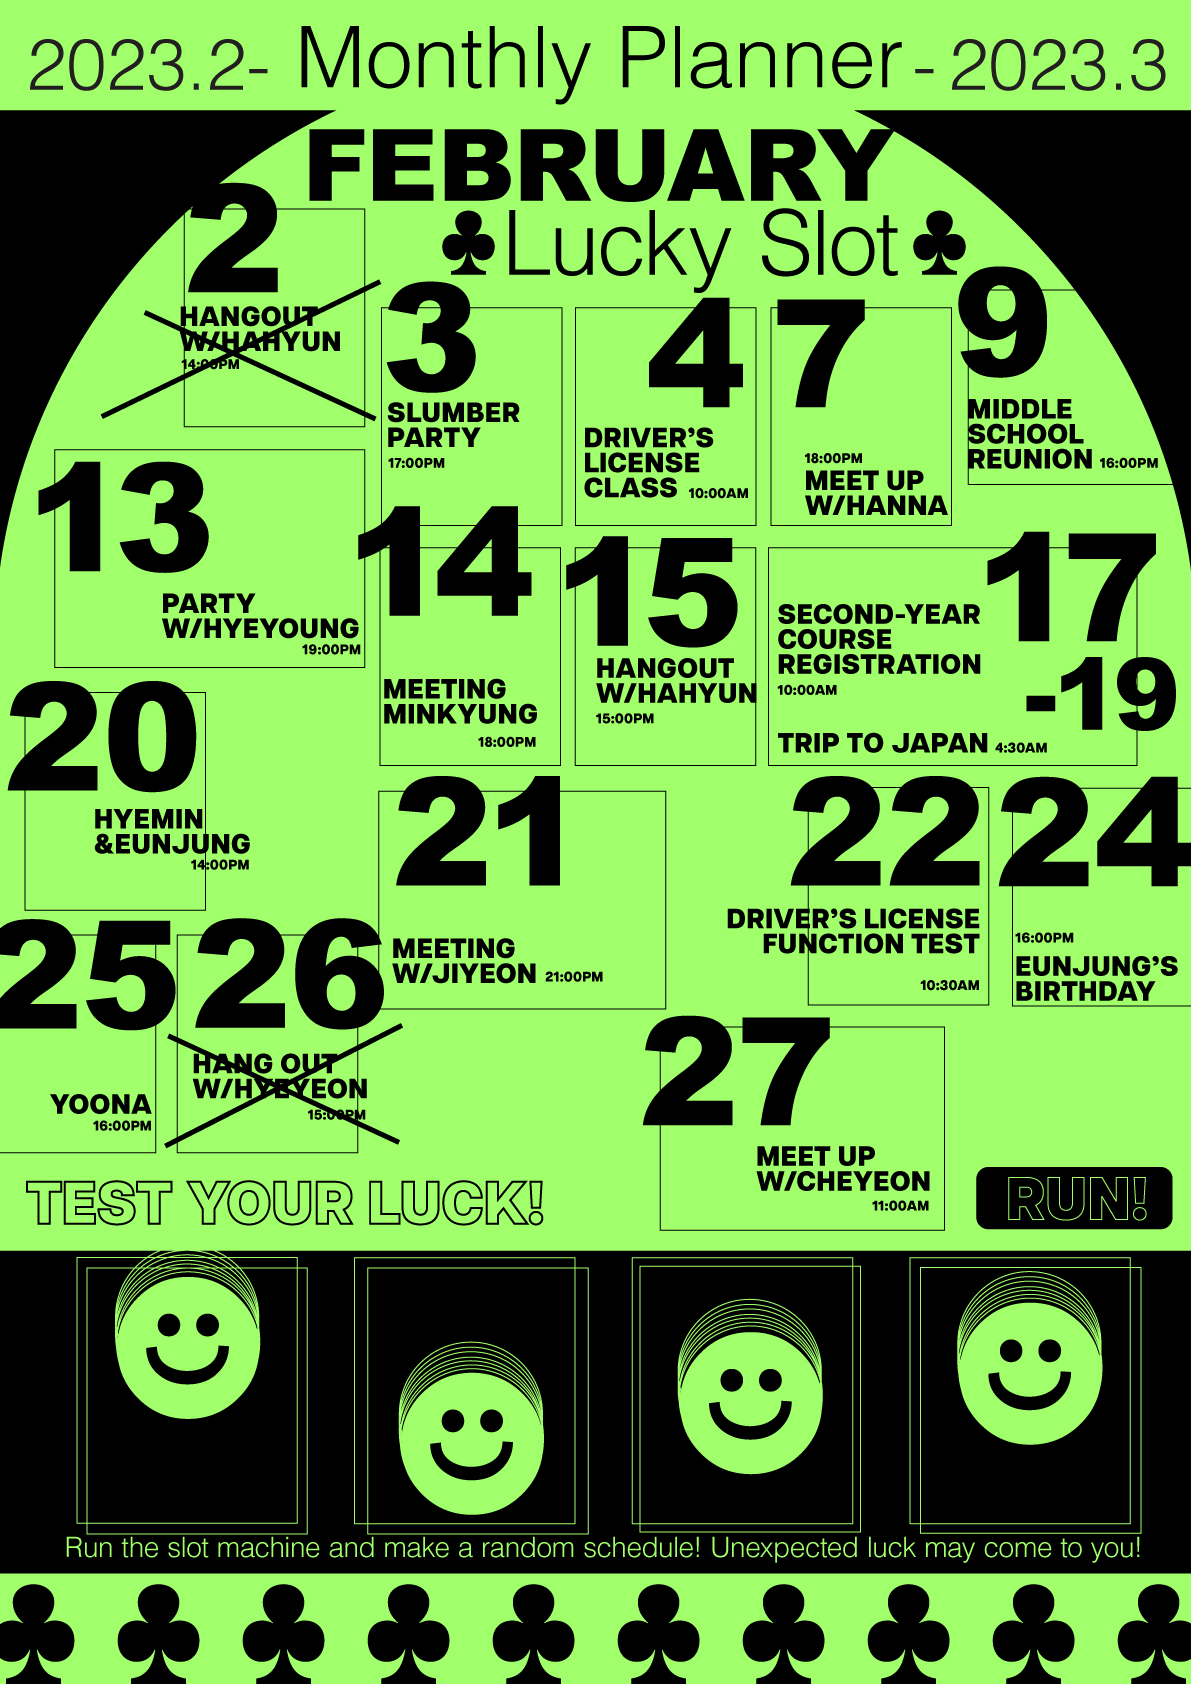 2023.2- Monthly Planner - 2023.3
FEBRUARY
♣Lucky Slot♣
2
HANGOUT
W/HAHYUN
14:00PM
3
SLUMBER
PARTY
17:00PM
4
DRIVER'S
LICENSE
CLASS 10:00AM
7
18:00PM
MEET UP
W/HANNA
9
MIDDLE
SCHOOL
REUNION 16:00PM
13
PARTY
W/HYEYOUNG
19:00PM
14
MEETING
MINKYUNG
18:00PM
15
HANGOUT
W/HAHYUN
15:00PM
17
-19
SECOND-YEAR
COURSE
REGISTRATION
10:00AM
TRIP TO JAPAN 4:30AM
20
HYEMIN
&EUNJUNG
14:00PM
21
MEETING
W/JIYEON 21:00PM
22
DRIVER'S LICENSE
FUNCTION TEST
10:30AM
24
16:00PM
EUNJUNG'S
BIRTHDAY
25
YOONA
16:00PM
26
HANG OUT
W/HYEYEON
15:00PM
27
MEET UP
W/CHEYEON
11:00AM
TEST YOUR LUCK!
RUN!
Run the slot machine and make a random schedule! Unexpected luck may come to you!